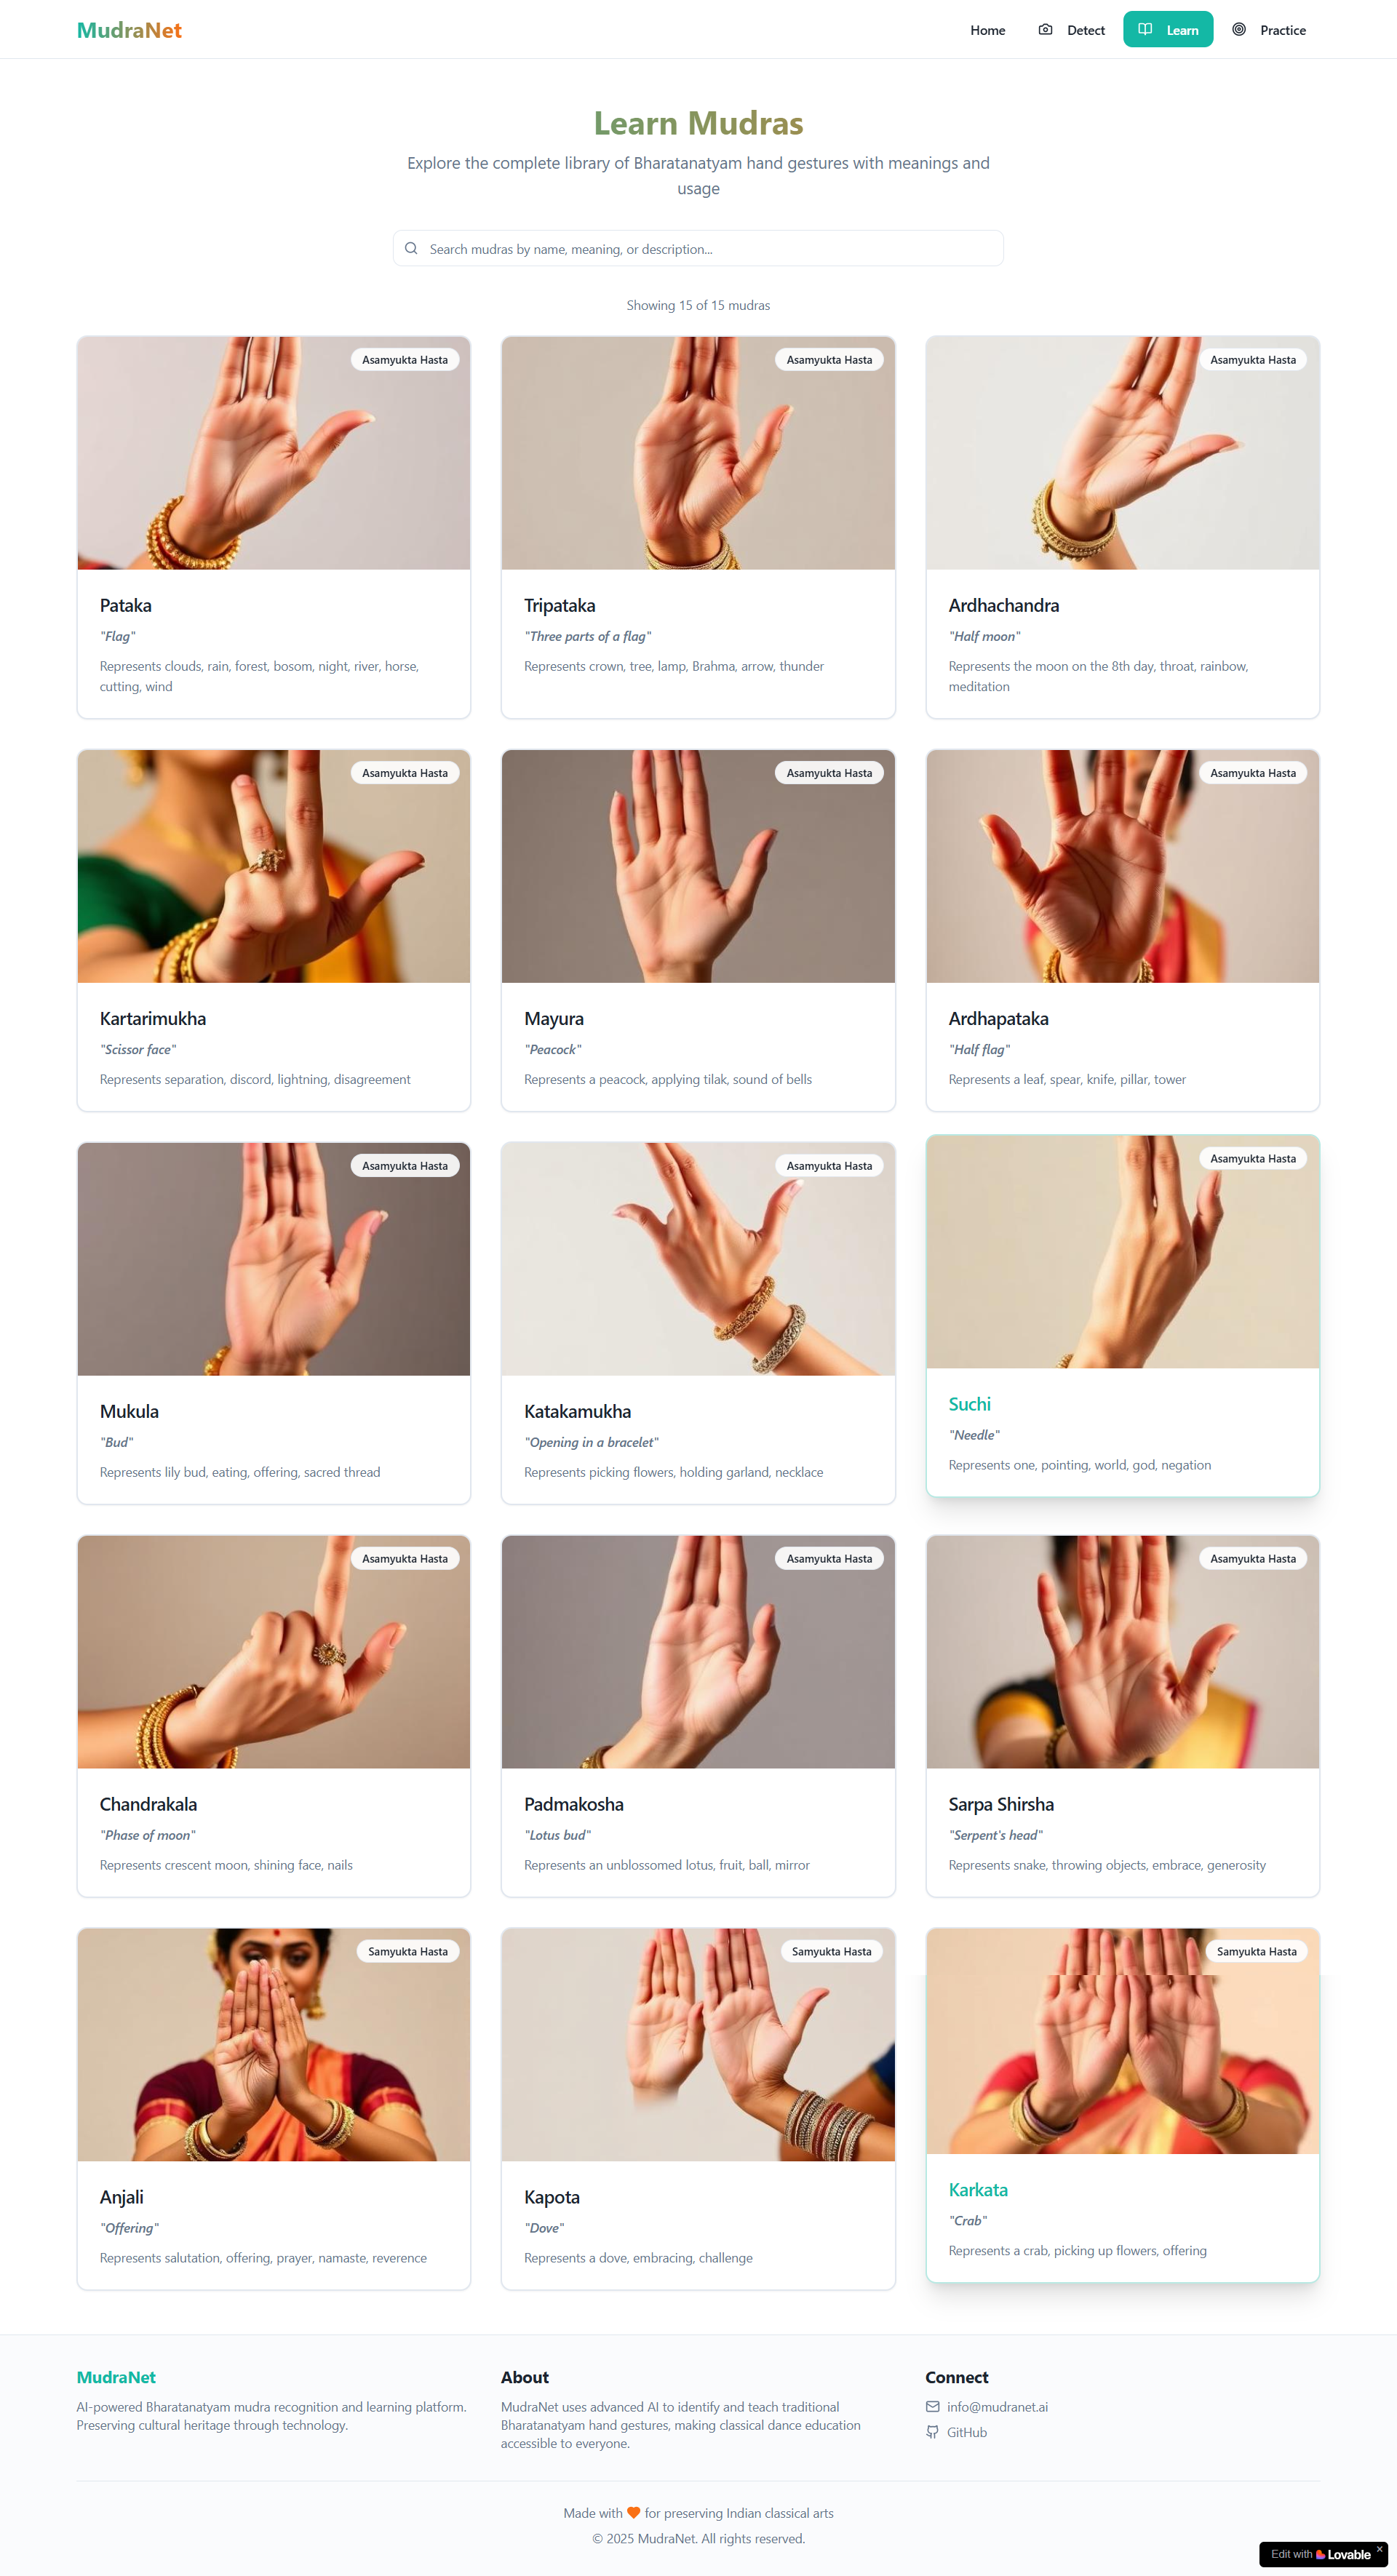 MudraNet
Home
Detect
Learn
Practice
Learn Mudras
Explore the complete library of Bharatanatyam hand gestures with meanings and
usage
Search mudras by name, meaning, or description...
Showing 15 of 15 mudras
Asamyukta Hasta
Pataka
"Flag"
Represents clouds, rain, forest, bosom, night, river, horse,
cutting, wind
Asamyukta Hasta
Tripataka
"Three parts of a flag"
Represents crown, tree, lamp, Brahma, arrow, thunder
Asamyukta Hasta
Ardhachandra
"Half moon"
Represents the moon on the 8th day, throat, rainbow,
meditation
Asamyukta Hasta
Kartarimukha
"Scissor face"
Represents separation, discord, lightning, disagreement
Asamyukta Hasta
Mayura
"Peacock"
Represents a peacock, applying tilak, sound of bells
Asamyukta Hasta
Ardhapataka
"Half flag"
Represents a leaf, spear, knife, pillar, tower
Asamyukta Hasta
Mukula
"Bud"
Represents lily bud, eating, offering, sacred thread
Asamyukta Hasta
Katakamukha
"Opening in a bracelet"
Represents picking flowers, holding garland, necklace
Asamyukta Hasta
Suchi
"Needle"
Represents one, pointing, world, god, negation
Asamyukta Hasta
Chandrakala
"Phase of moon"
Represents crescent moon, shining face, nails
Asamyukta Hasta
Padmakosha
"Lotus bud"
Represents an unblossomed lotus, fruit, ball, mirror
Asamyukta Hasta
Sarpa Shirsha
"Serpent's head"
Represents snake, throwing objects, embrace, generosity
Samyukta Hasta
Anjali
"Offering"
Represents salutation, offering, prayer, namaste, reverence
Samyukta Hasta
Kapota
"Dove"
Represents a dove, embracing, challenge
Samyukta Hasta
Karkata
"Crab"
Represents a crab, picking up flowers, offering
MudraNet
AI-powered Bharatanatyam mudra recognition and learning platform.
Preserving cultural heritage through technology.
About
MudraNet uses advanced AI to identify and teach traditional
Bharatanatyam hand gestures, making classical dance education
accessible to everyone.
Connect
info@mudranet.ai
GitHub
Made with 🧡 for preserving Indian classical arts
© 2025 MudraNet. All rights reserved.
Edit with Lovable